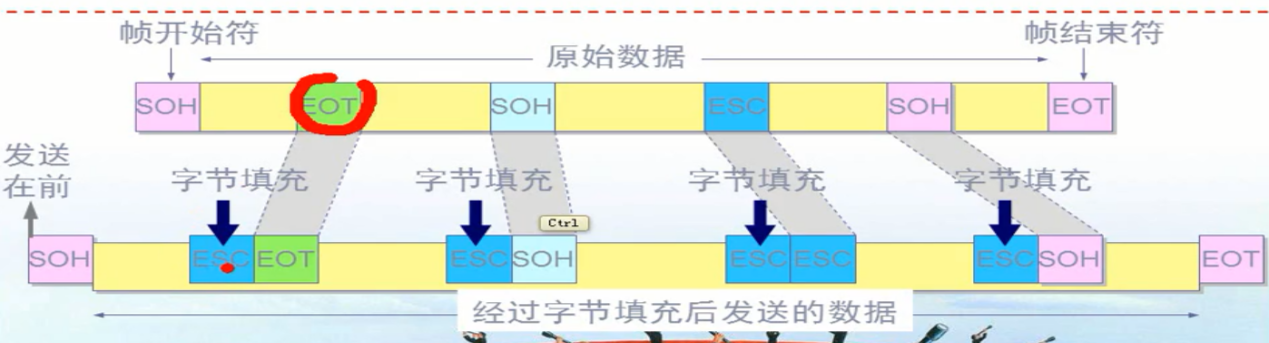 帧开始符
原始数据
帧结束符
SOH EOT SOH ESC SOH EOT
发送
在前
字节填充 字节填充 字节填充 字节填充
Ctrl
SOH ESC EOT ESC SOH ESC ESC ESC SOH EOT
经过字节填充后发送的数据